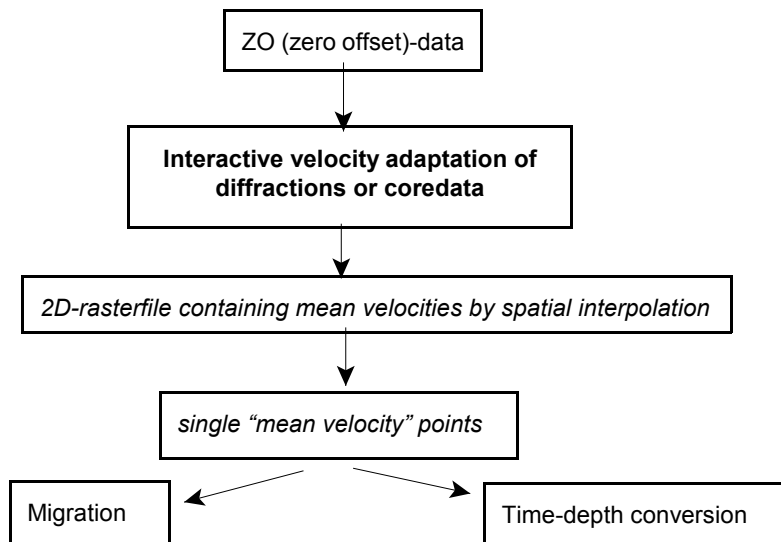 ZO (zero offset)-data
Interactive velocity adaptation of
diffractions or coredata
2D-rasterfile containing mean velocities by spatial interpolation
single “mean velocity” points
Migration
Time-depth conversion